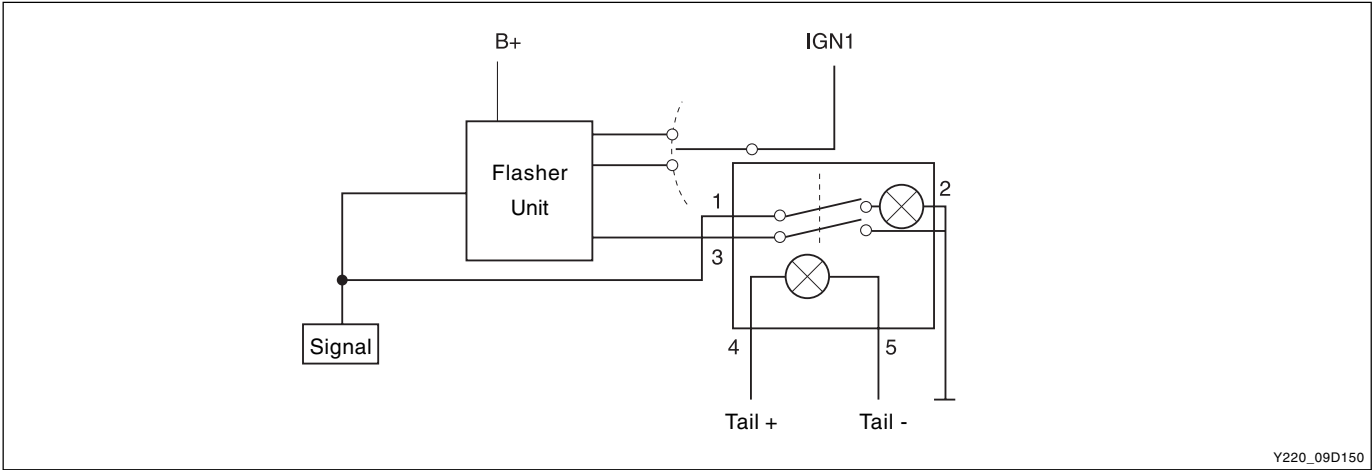 B+
IGN1
Flasher
Unit
1
2
3
Signal
4
5
Tail +
Tail -
Y220_09D150